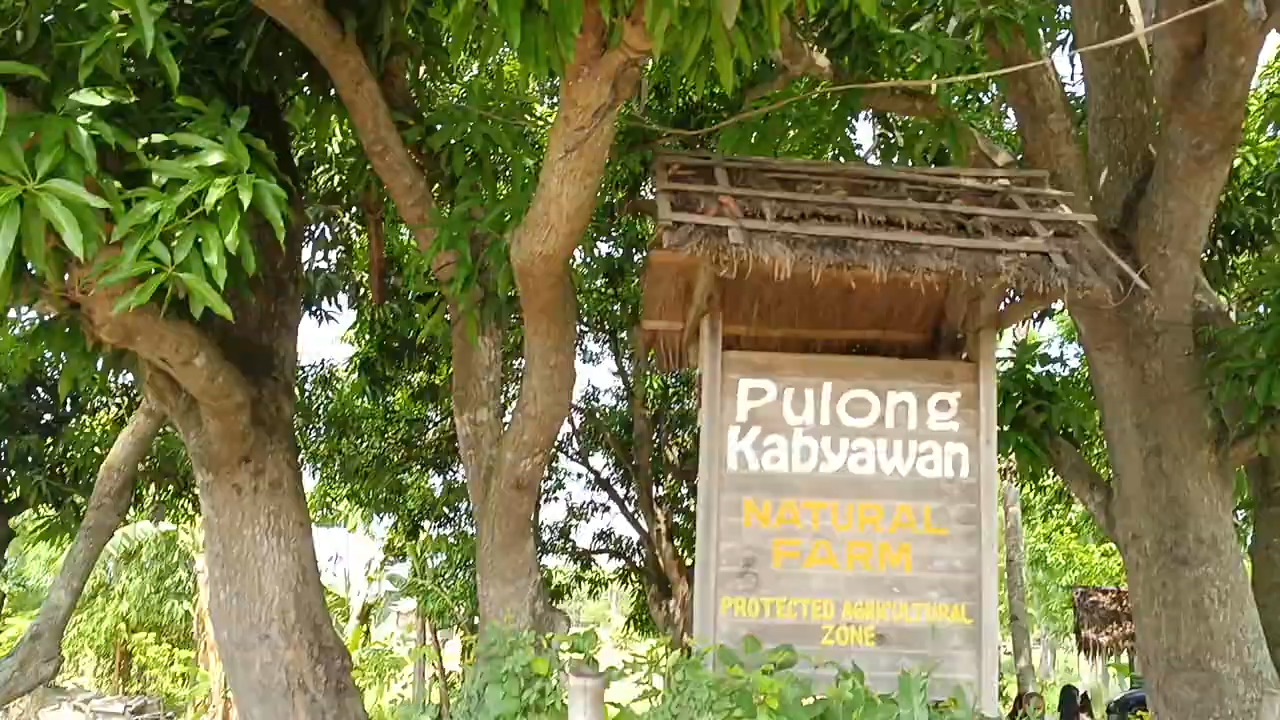 Pulong
Kabyawan
NATURAL
FARM
PROTECTED AGRICULTURAL
ZONE